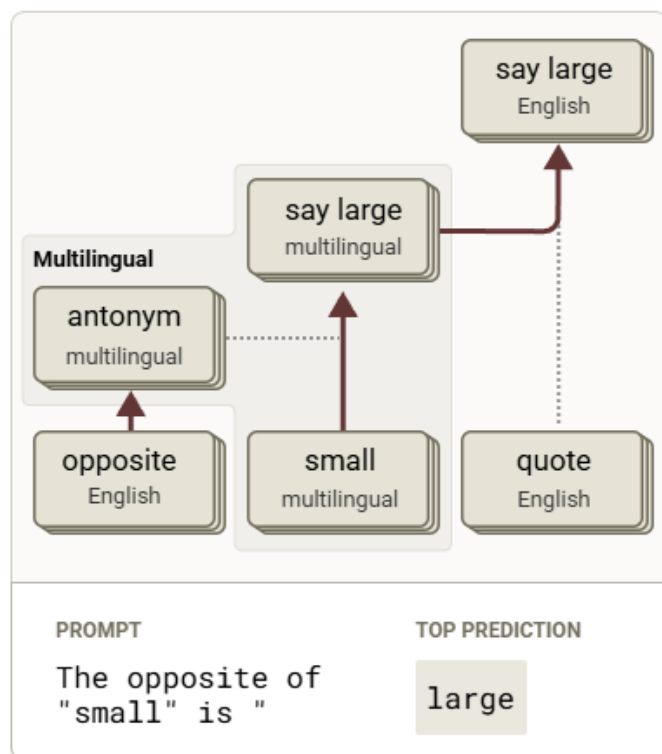 say large
English
say large
multilingual
Multilingual
antonym
multilingual
opposite
English
small
multilingual
quote
English
PROMPT
The opposite of
"small" is "
TOP PREDICTION
large